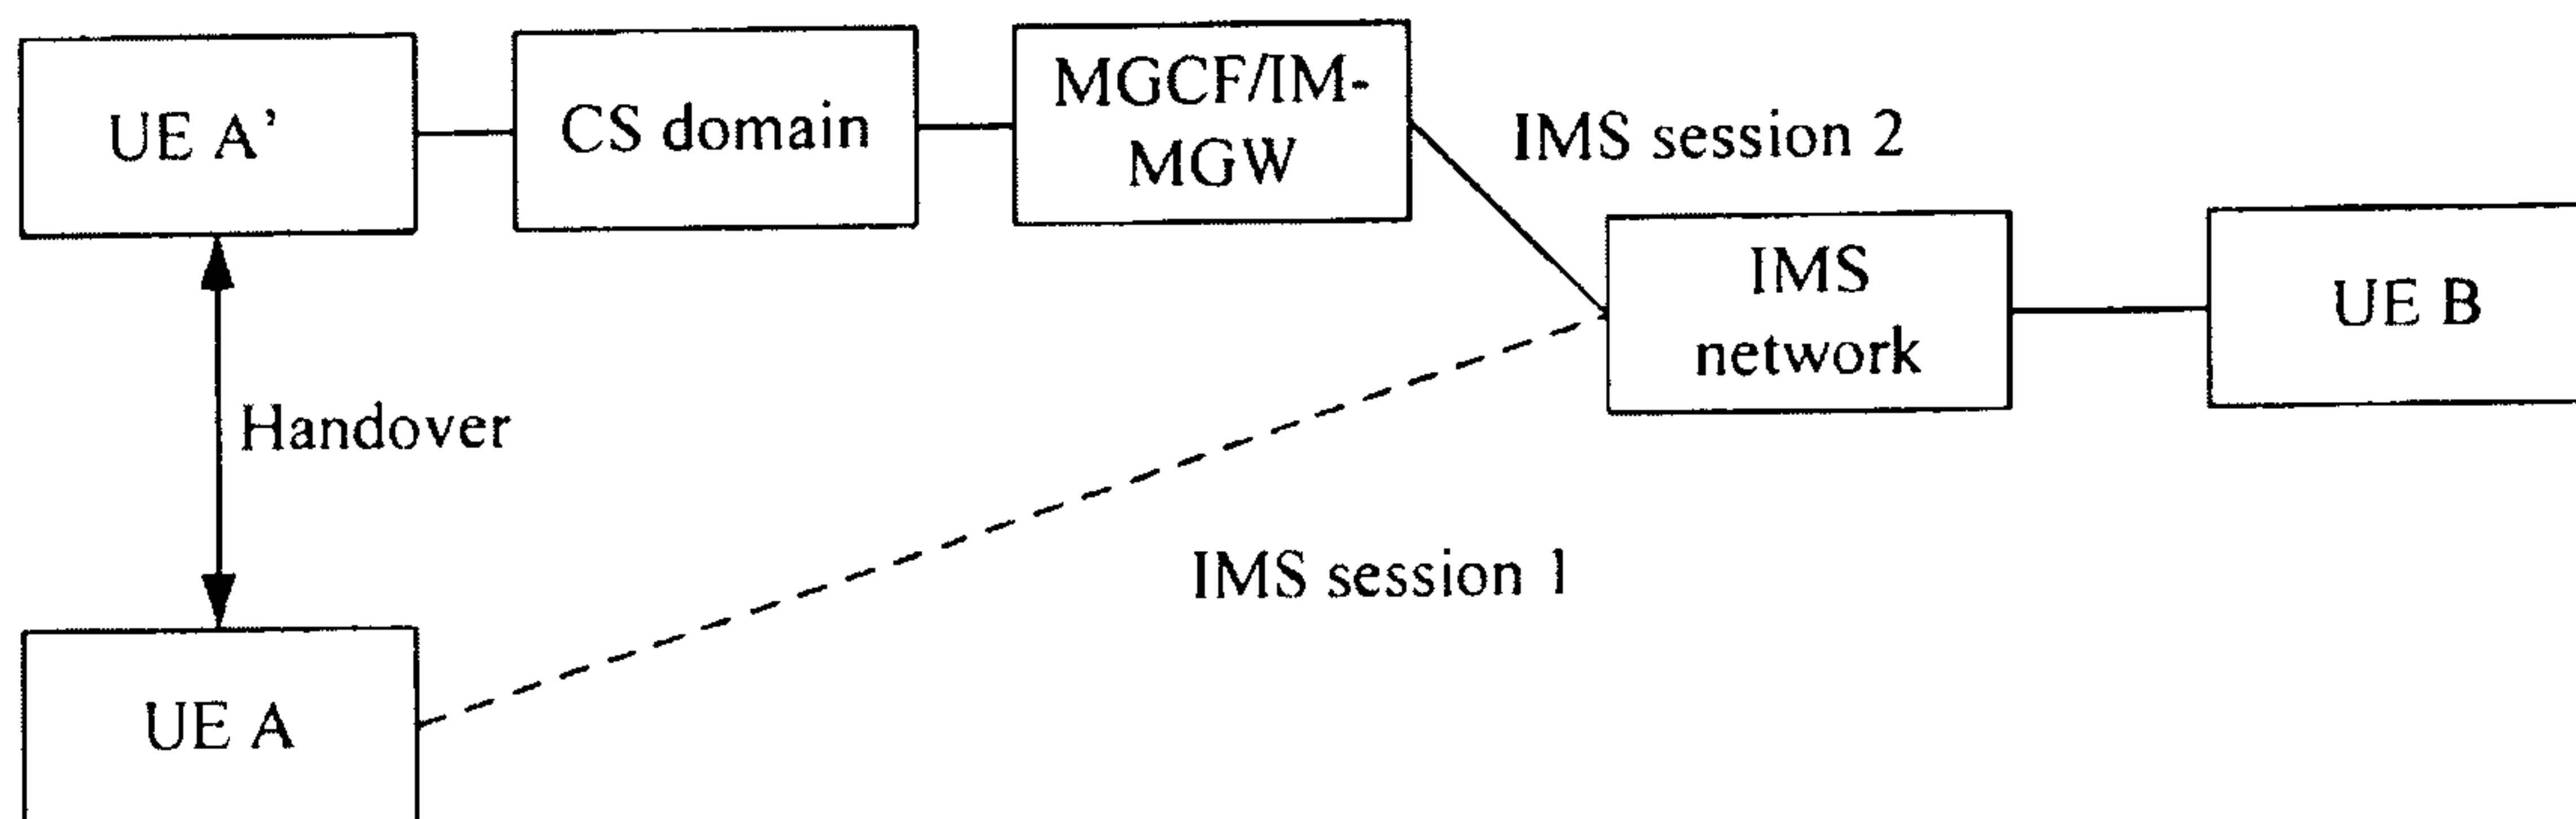 UE A’
CS domain
MGCF/IM-
MGW
IMS session 2
IMS
network
UE B
Handover
IMS session 1
UE A